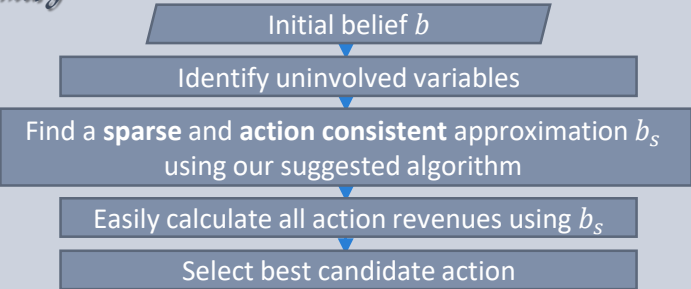 Initial belief b
Identify uninvolved variables
Find a sparse and action consistent approximation bₛ
using our suggested algorithm
Easily calculate all action revenues using bₛ
Select best candidate action